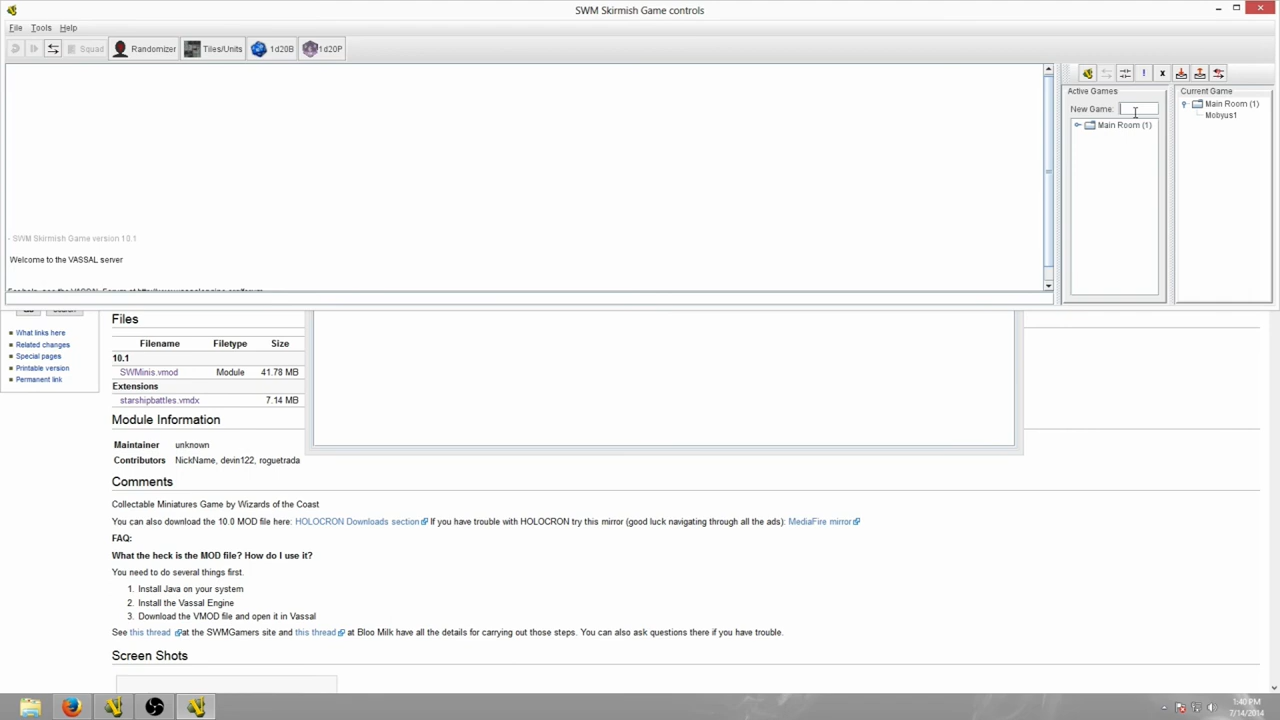 SWM Skirmish Game controls
File Tools Help
Squad Randomizer Tiles/Units 1d20B 1d20P
Active Games
Current Game
New Game:
Main Room (1)
Main Room (1)
Mobyus1
- SWM Skirmish Game version 10.1
Welcome to the VASSAL server
What links here
Related changes
Special pages
Printable version
Permanent link
Files
Filename Filetype Size
10.1
SWMinis.vmod Module 41.78 MB
Extensions
starshipbattles.vmdx 7.14 MB
Module Information
Maintainer unknown
Contributors NickName, devin122, roguetrada
Comments
Collectable Miniatures Game by Wizards of the Coast
You can also download the 10.0 MOD file here: HOLOCRON Downloads section If you have trouble with HOLOCRON try this mirror (good luck navigating through all the ads): MediaFire mirror
FAQ:
What the heck is the MOD file? How do I use it?
You need to do several things first.
1. Install Java on your system
2. Install the Vassal Engine
3. Download the VMOD file and open it in Vassal
See this thread at the SWMGamers site and this thread at Bloo Milk have all the details for carrying out those steps. You can also ask questions there if you have trouble.
Screen Shots
1:40 PM
7/14/2014